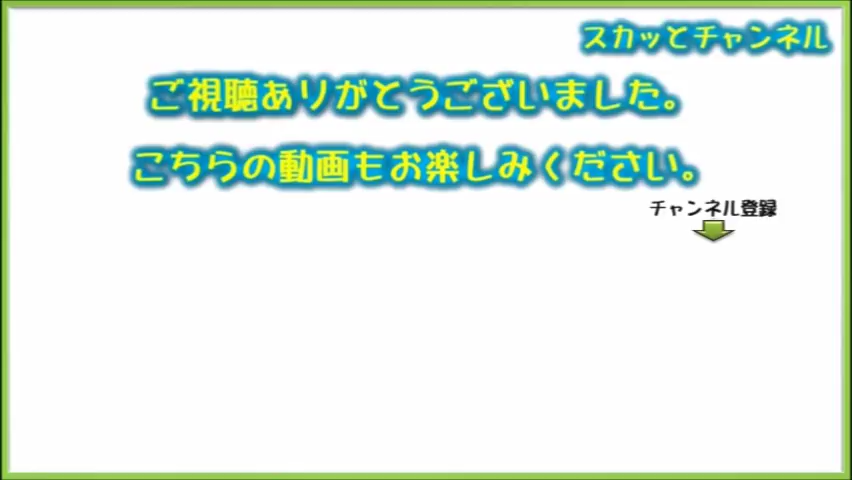 スカッとチャンネル
ご視聴ありがとうございました。
こちらの動画もお楽しみください。
チャンネル登録